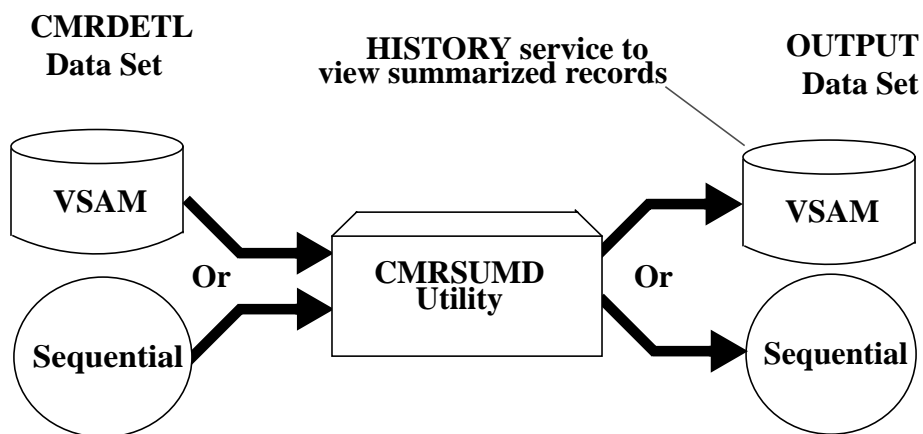 CMRDETL
Data Set
HISTORY service to
view summarized records
OUTPUT
Data Set
VSAM
Or
Sequential
CMRSUMD
Utility
VSAM
Or
Sequential